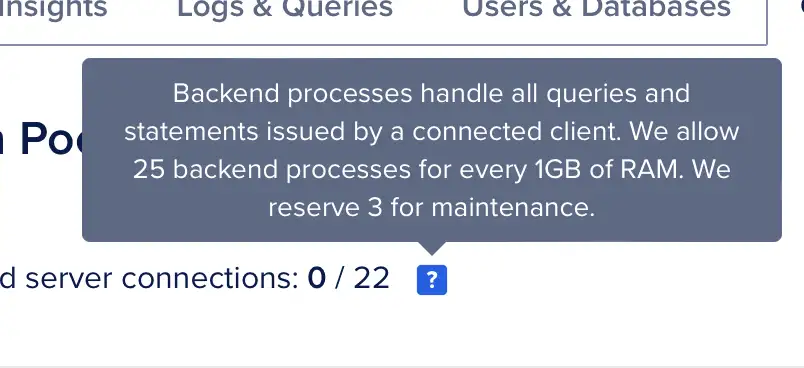 Insights Logs & Queries Users & Databases
Backend processes handle all queries and
statements issued by a connected client. We allow
25 backend processes for every 1GB of RAM. We
reserve 3 for maintenance.
server connections: 0 / 22 ?